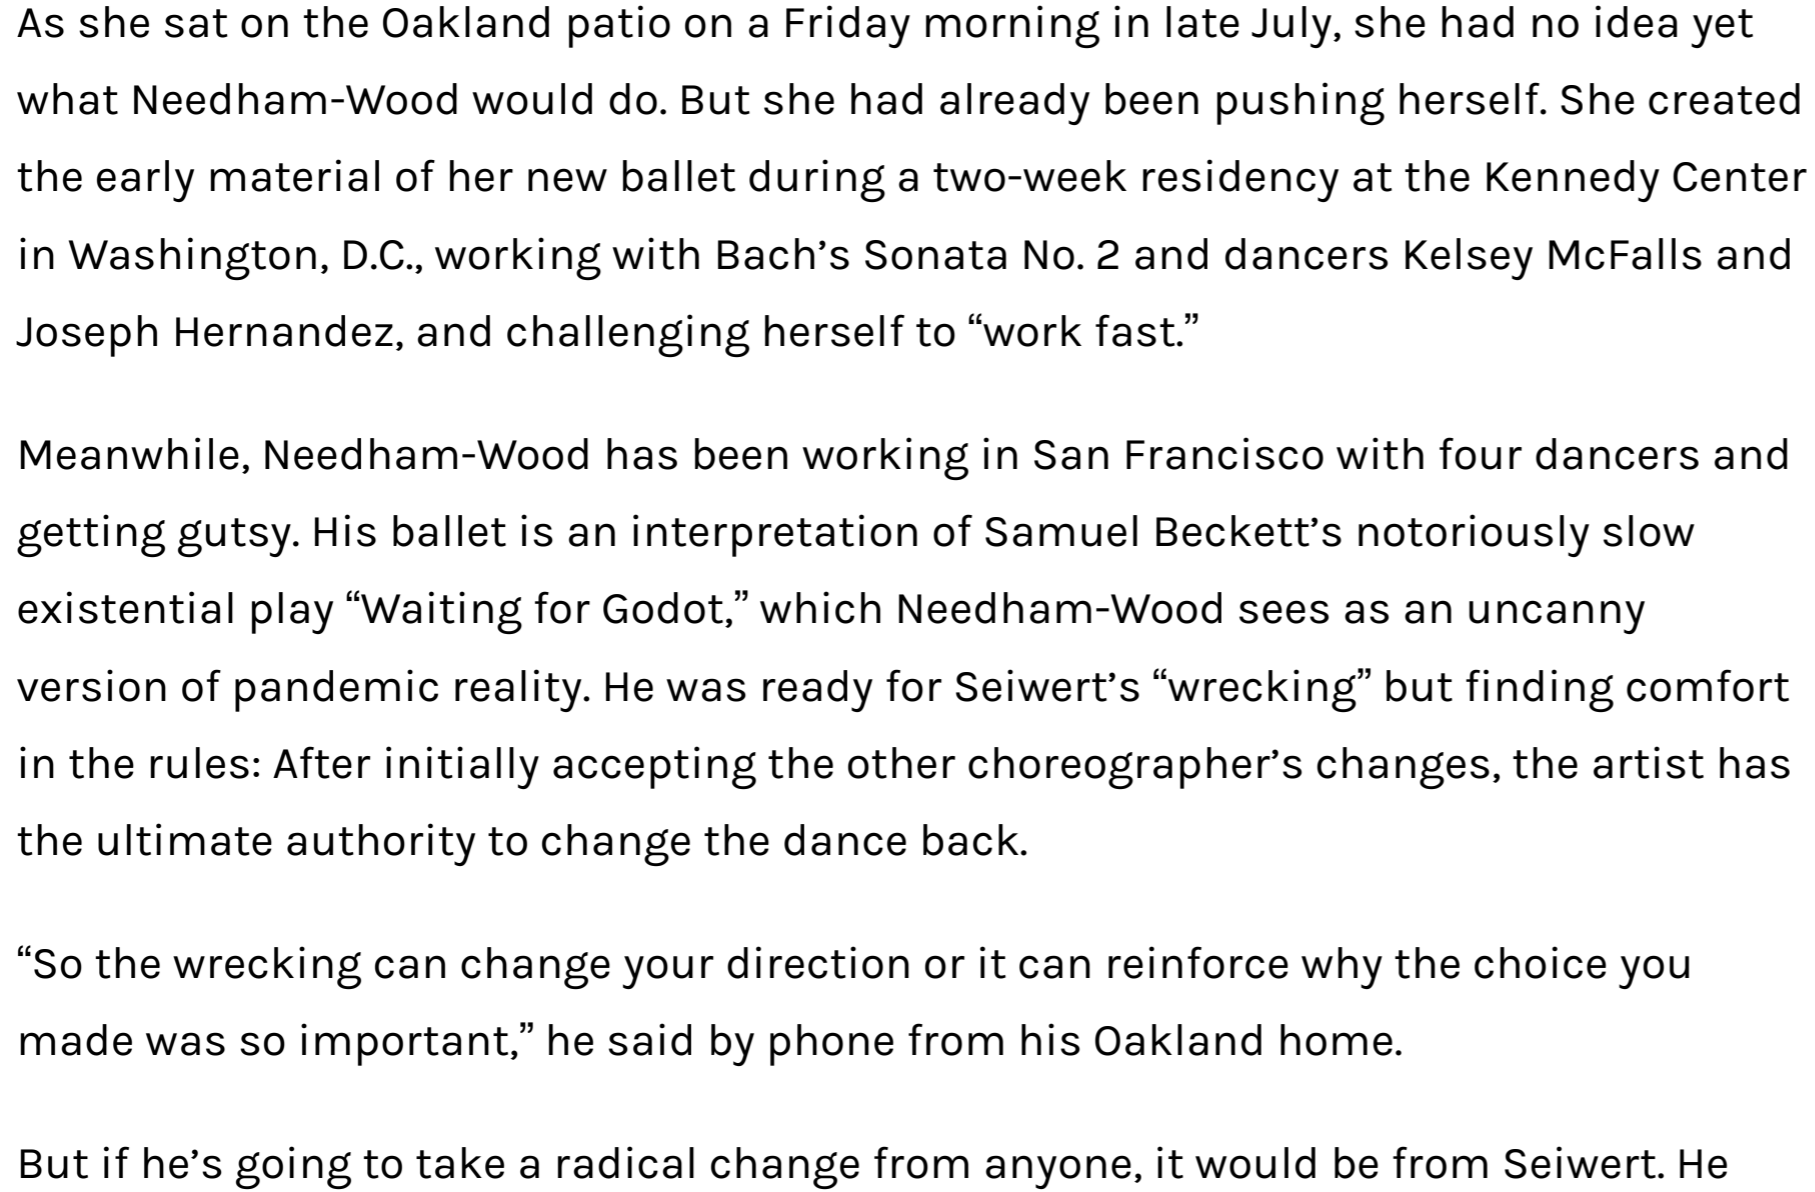 As she sat on the Oakland patio on a Friday morning in late July, she had no idea yet
what Needham-Wood would do. But she had already been pushing herself. She created
the early material of her new ballet during a two-week residency at the Kennedy Center
in Washington, D.C., working with Bach’s Sonata No. 2 and dancers Kelsey McFalls and
Joseph Hernandez, and challenging herself to “work fast.”
Meanwhile, Needham-Wood has been working in San Francisco with four dancers and
getting gutsy. His ballet is an interpretation of Samuel Beckett’s notoriously slow
existential play “Waiting for Godot,” which Needham-Wood sees as an uncanny
version of pandemic reality. He was ready for Seiwert’s “wrecking” but finding comfort
in the rules: After initially accepting the other choreographer’s changes, the artist has
the ultimate authority to change the dance back.
“So the wrecking can change your direction or it can reinforce why the choice you
made was so important,” he said by phone from his Oakland home.
But if he’s going to take a radical change from anyone, it would be from Seiwert. He